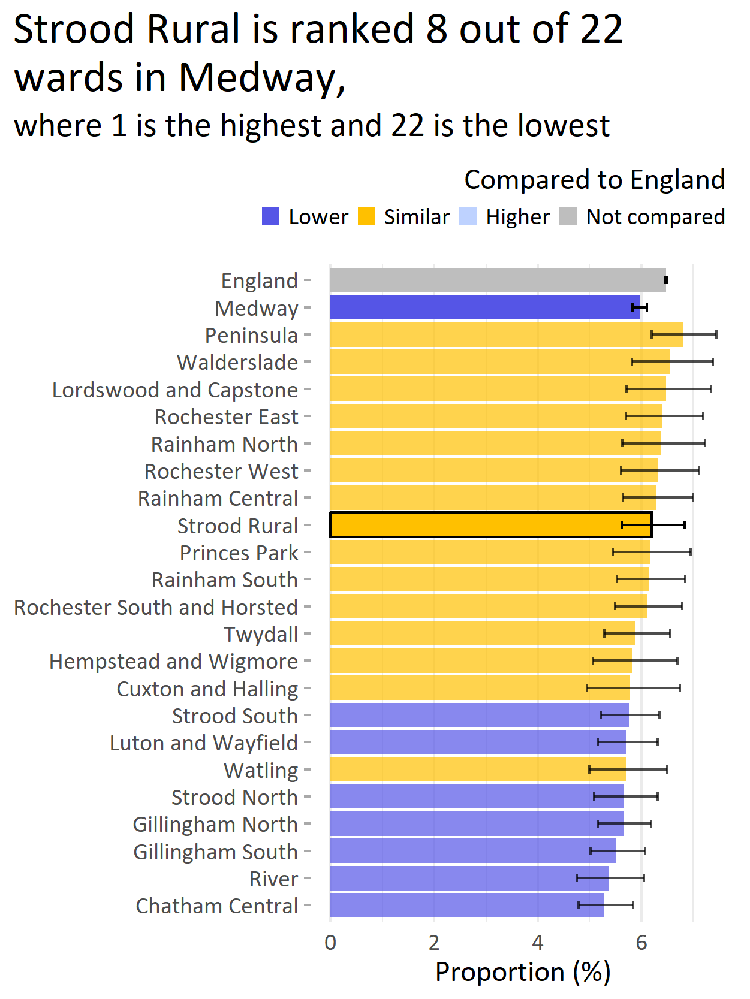 Strood Rural is ranked 8 out of 22
wards in Medway,
where 1 is the highest and 22 is the lowest
Compared to England
Lower Similar Higher Not compared
England
Medway
Peninsula
Walderslade
Lordswood and Capstone
Rochester East
Rainham North
Rochester West
Rainham Central
Strood Rural
Princes Park
Rainham South
Rochester South and Horsted
Twydall
Hempstead and Wigmore
Cuxton and Halling
Strood South
Luton and Wayfield
Watling
Strood North
Gillingham North
Gillingham South
River
Chatham Central
0 2 4 6
Proportion (%)